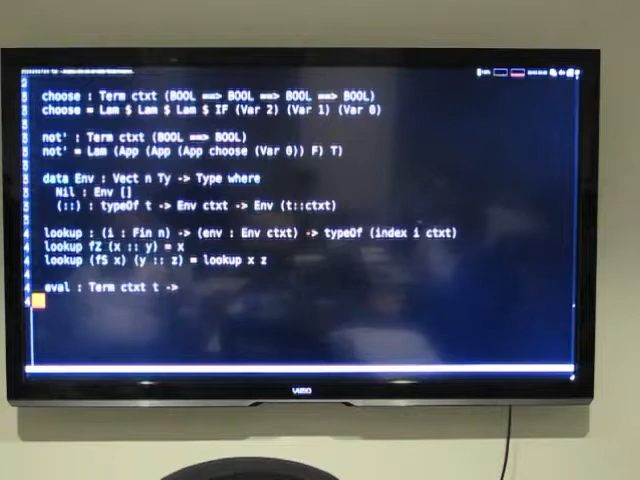 choose : Term ctxt (BOOL ==> BOOL ==> BOOL ==> BOOL)
choose = Lam $ Lam $ Lam $ IF (Var 2) (Var 1) (Var 0)
not' : Term ctxt (BOOL ==> BOOL)
not' = Lam (App (App (App choose (Var 0)) F) T)
data Env : Vect n Ty -> Type where
Nil : Env []
(::) : typeOf t -> Env ctxt -> Env (t::ctxt)
lookup : (i : Fin n) -> (env : Env ctxt) -> typeOf (index i ctxt)
lookup fZ (x :: y) = x
lookup (fS x) (y :: z) = lookup x z
eval : Term ctxt t ->
VIZIO